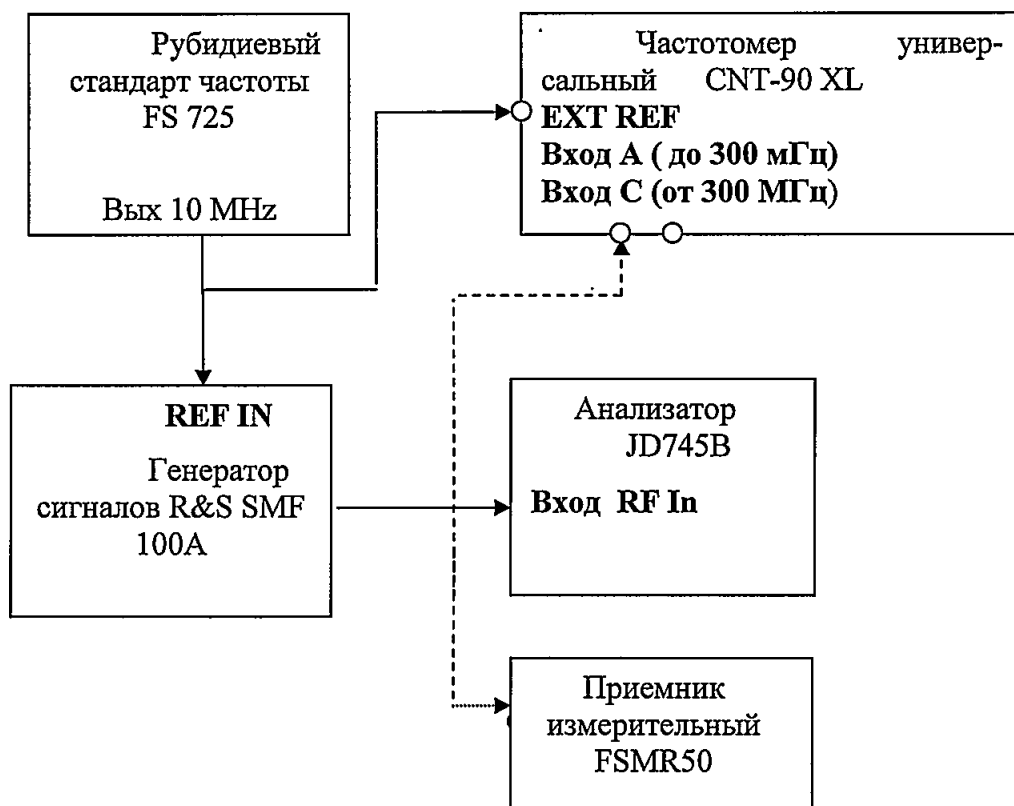 Рубидиевый
стандарт частоты
FS 725
Вых 10 MHz
Частотомер универ-
сальный CNT-90 XL
EXT REF
Вход А ( до 300 мГц)
Вход С (от 300 МГц)
REF IN
Генератор
сигналов R&S SMF
100A
Анализатор
JD745B
Вход RF In
Приемник
измерительный
FSMR50